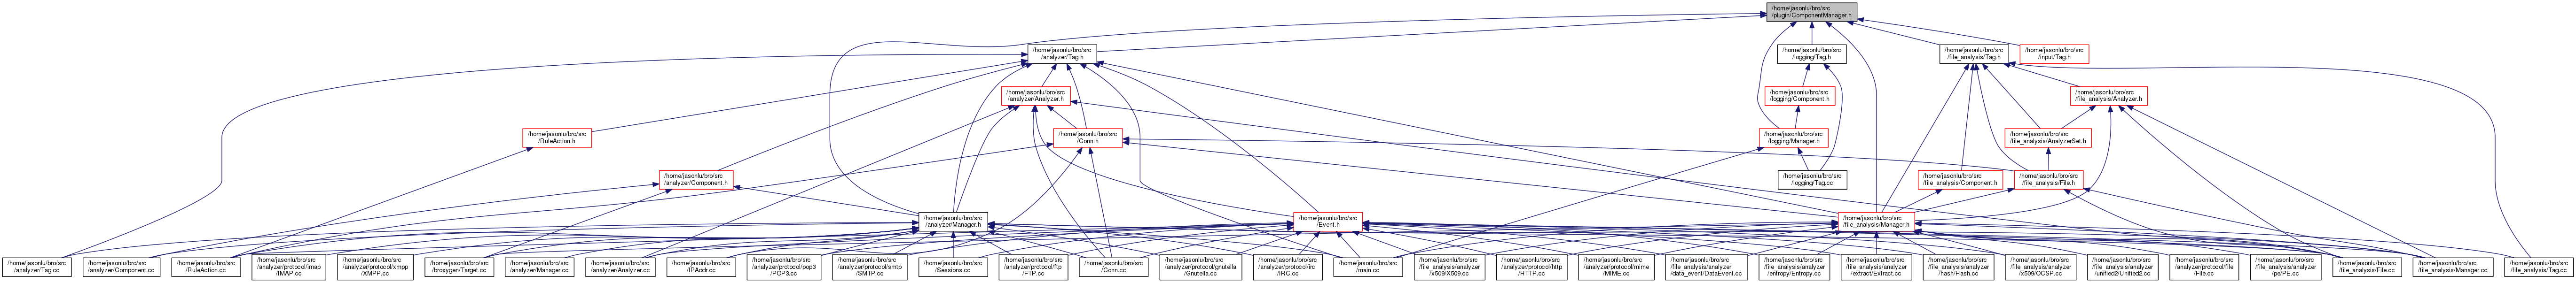 /home/jasonlu/bro/src
/plugin/ComponentManager.h
/home/jasonlu/bro/src
/analyzer/Tag.h
/home/jasonlu/bro/src
/logging/Tag.h
/home/jasonlu/bro/src
/file_analysis/Tag.h
/home/jasonlu/bro/src
/input/Tag.h
/home/jasonlu/bro/src
/analyzer/Analyzer.h
/home/jasonlu/bro/src
/logging/Component.h
/home/jasonlu/bro/src
/file_analysis/Analyzer.h
/home/jasonlu/bro/src
/RuleAction.h
/home/jasonlu/bro/src
/Conn.h
/home/jasonlu/bro/src
/logging/Manager.h
/home/jasonlu/bro/src
/file_analysis/AnalyzerSet.h
/home/jasonlu/bro/src
/analyzer/Component.h
/home/jasonlu/bro/src
/logging/Tag.cc
/home/jasonlu/bro/src
/file_analysis/Component.h
/home/jasonlu/bro/src
/file_analysis/File.h
/home/jasonlu/bro/src
/analyzer/Manager.h
/home/jasonlu/bro/src
/Event.h
/home/jasonlu/bro/src
/file_analysis/Manager.h
/home/jasonlu/bro/src
/analyzer/Tag.cc
/home/jasonlu/bro/src
/analyzer/Component.cc
/home/jasonlu/bro/src
/RuleAction.cc
/home/jasonlu/bro/src
/analyzer/protocol/imap
/IMAP.cc
/home/jasonlu/bro/src
/analyzer/protocol/xmpp
/XMPP.cc
/home/jasonlu/bro/src
/broxygen/Target.cc
/home/jasonlu/bro/src
/analyzer/Manager.cc
/home/jasonlu/bro/src
/analyzer/Analyzer.cc
/home/jasonlu/bro/src
/IPAddr.cc
/home/jasonlu/bro/src
/analyzer/protocol/pop3
/POP3.cc
/home/jasonlu/bro/src
/analyzer/protocol/smtp
/SMTP.cc
/home/jasonlu/bro/src
/Sessions.cc
/home/jasonlu/bro/src
/analyzer/protocol/ftp
/FTP.cc
/home/jasonlu/bro/src
/Conn.cc
/home/jasonlu/bro/src
/analyzer/protocol/gnutella
/Gnutella.cc
/home/jasonlu/bro/src
/analyzer/protocol/irc
/IRC.cc
/home/jasonlu/bro/src
/main.cc
/home/jasonlu/bro/src
/file_analysis/analyzer
/x509/X509.cc
/home/jasonlu/bro/src
/analyzer/protocol/http
/HTTP.cc
/home/jasonlu/bro/src
/analyzer/protocol/mime
/MIME.cc
/home/jasonlu/bro/src
/file_analysis/analyzer
/data_event/DataEvent.cc
/home/jasonlu/bro/src
/file_analysis/analyzer
/entropy/Entropy.cc
/home/jasonlu/bro/src
/file_analysis/analyzer
/extract/Extract.cc
/home/jasonlu/bro/src
/file_analysis/analyzer
/hash/Hash.cc
/home/jasonlu/bro/src
/file_analysis/analyzer
/x509/OCSP.cc
/home/jasonlu/bro/src
/file_analysis/analyzer
/unified2/Unified2.cc
/home/jasonlu/bro/src
/analyzer/protocol/file
/File.cc
/home/jasonlu/bro/src
/file_analysis/analyzer
/pe/PE.cc
/home/jasonlu/bro/src
/file_analysis/File.cc
/home/jasonlu/bro/src
/file_analysis/Manager.cc
/home/jasonlu/bro/src
/file_analysis/Tag.cc